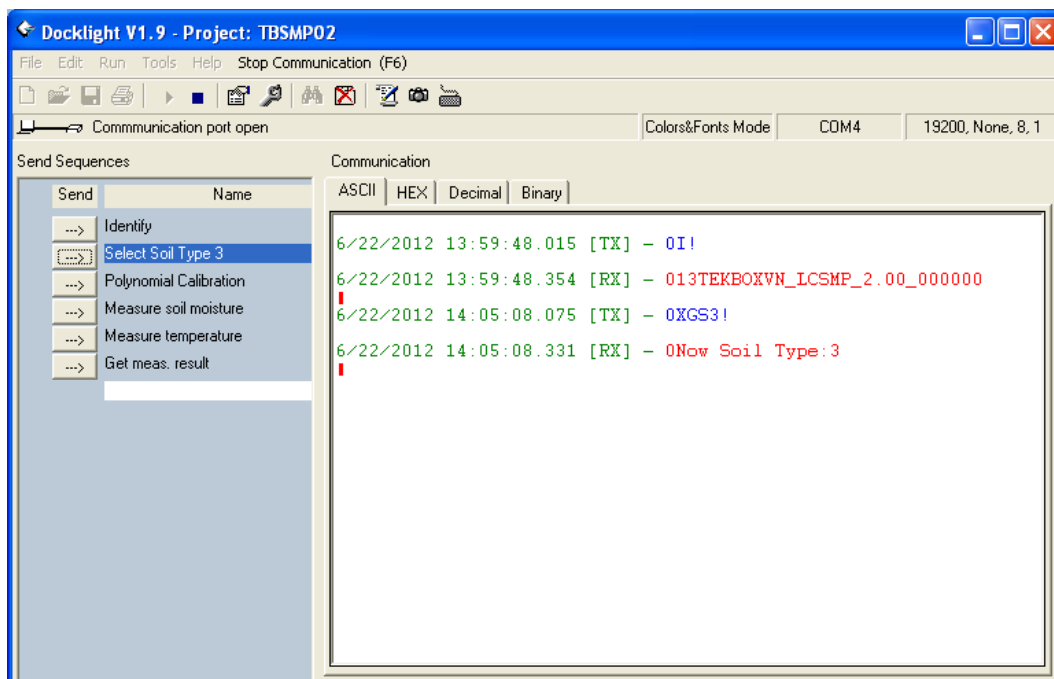 Docklight V1.9 - Project: TBSMP02
File Edit Run Tools Help Stop Communication (F6)
Commmunication port open Colors&Fonts Mode COM4 19200, None, 8, 1
Send Sequences
Send Name
---> Identify
---> Select Soil Type 3
---> Polynomial Calibration
---> Measure soil moisture
---> Measure temperature
---> Get meas. result
Communication
ASCII HEX Decimal Binary
6/22/2012 13:59:48.015 [TX] - 0I!
6/22/2012 13:59:48.354 [RX] - 013TEKBOXVN_LCSMP_2.00_000000
6/22/2012 14:05:08.075 [TX] - 0XGS3!
6/22/2012 14:05:08.331 [RX] - 0Now Soil Type:3